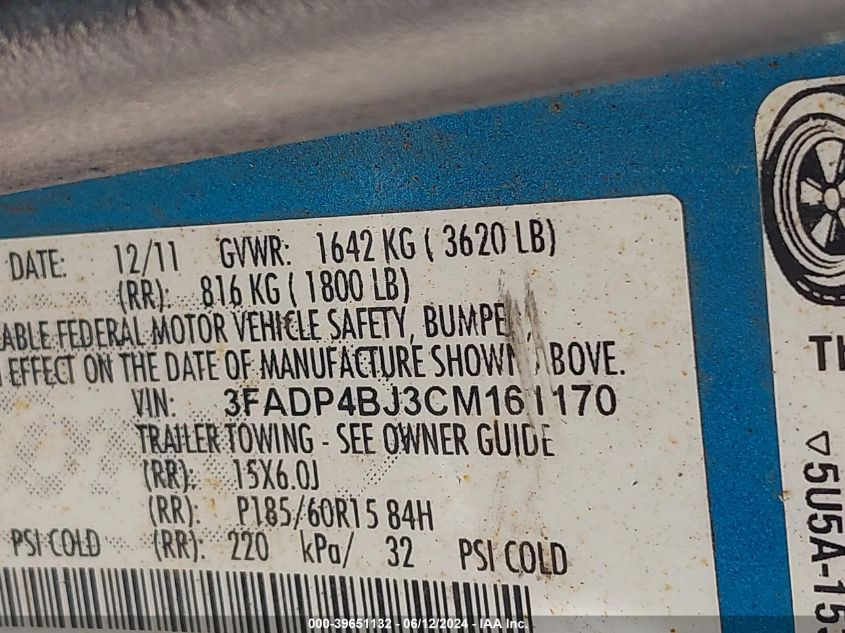 DATE: 12/11 GVWR: 1642 KG ( 3620 LB)
(RR): 816 KG ( 1800 LB)
ABLE FEDERAL MOTOR VEHICLE SAFETY, BUMPE
EFFECT ON THE DATE OF MANUFACTURE SHOWN BOVE.
VIN: 3FADP4BJ3CM161170
TRAILER TOWING - SEE OWNER GUIDE
(RR): 15X6.0J
(RR): P185/60R15 84H
PSI COLD (RR): 220 kPa/ 32 PSI COLD
TH
5U5A-15
000-39651132 - 06/12/2024 - IAA Inc.